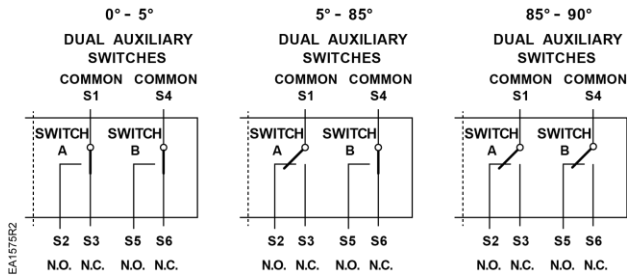 0° - 5°
DUAL AUXILIARY
SWITCHES
COMMON COMMON
S1 S4
SWITCH SWITCH
A B
S2 S3 S5 S6
N.O. N.C. N.O. N.C.
5° - 85°
DUAL AUXILIARY
SWITCHES
COMMON COMMON
S1 S4
SWITCH SWITCH
A B
S2 S3 S5 S6
N.O. N.C. N.O. N.C.
85° - 90°
DUAL AUXILIARY
SWITCHES
COMMON COMMON
S1 S4
SWITCH SWITCH
A B
S2 S3 S5 S6
N.O. N.C. N.O. N.C.
EA1575R2